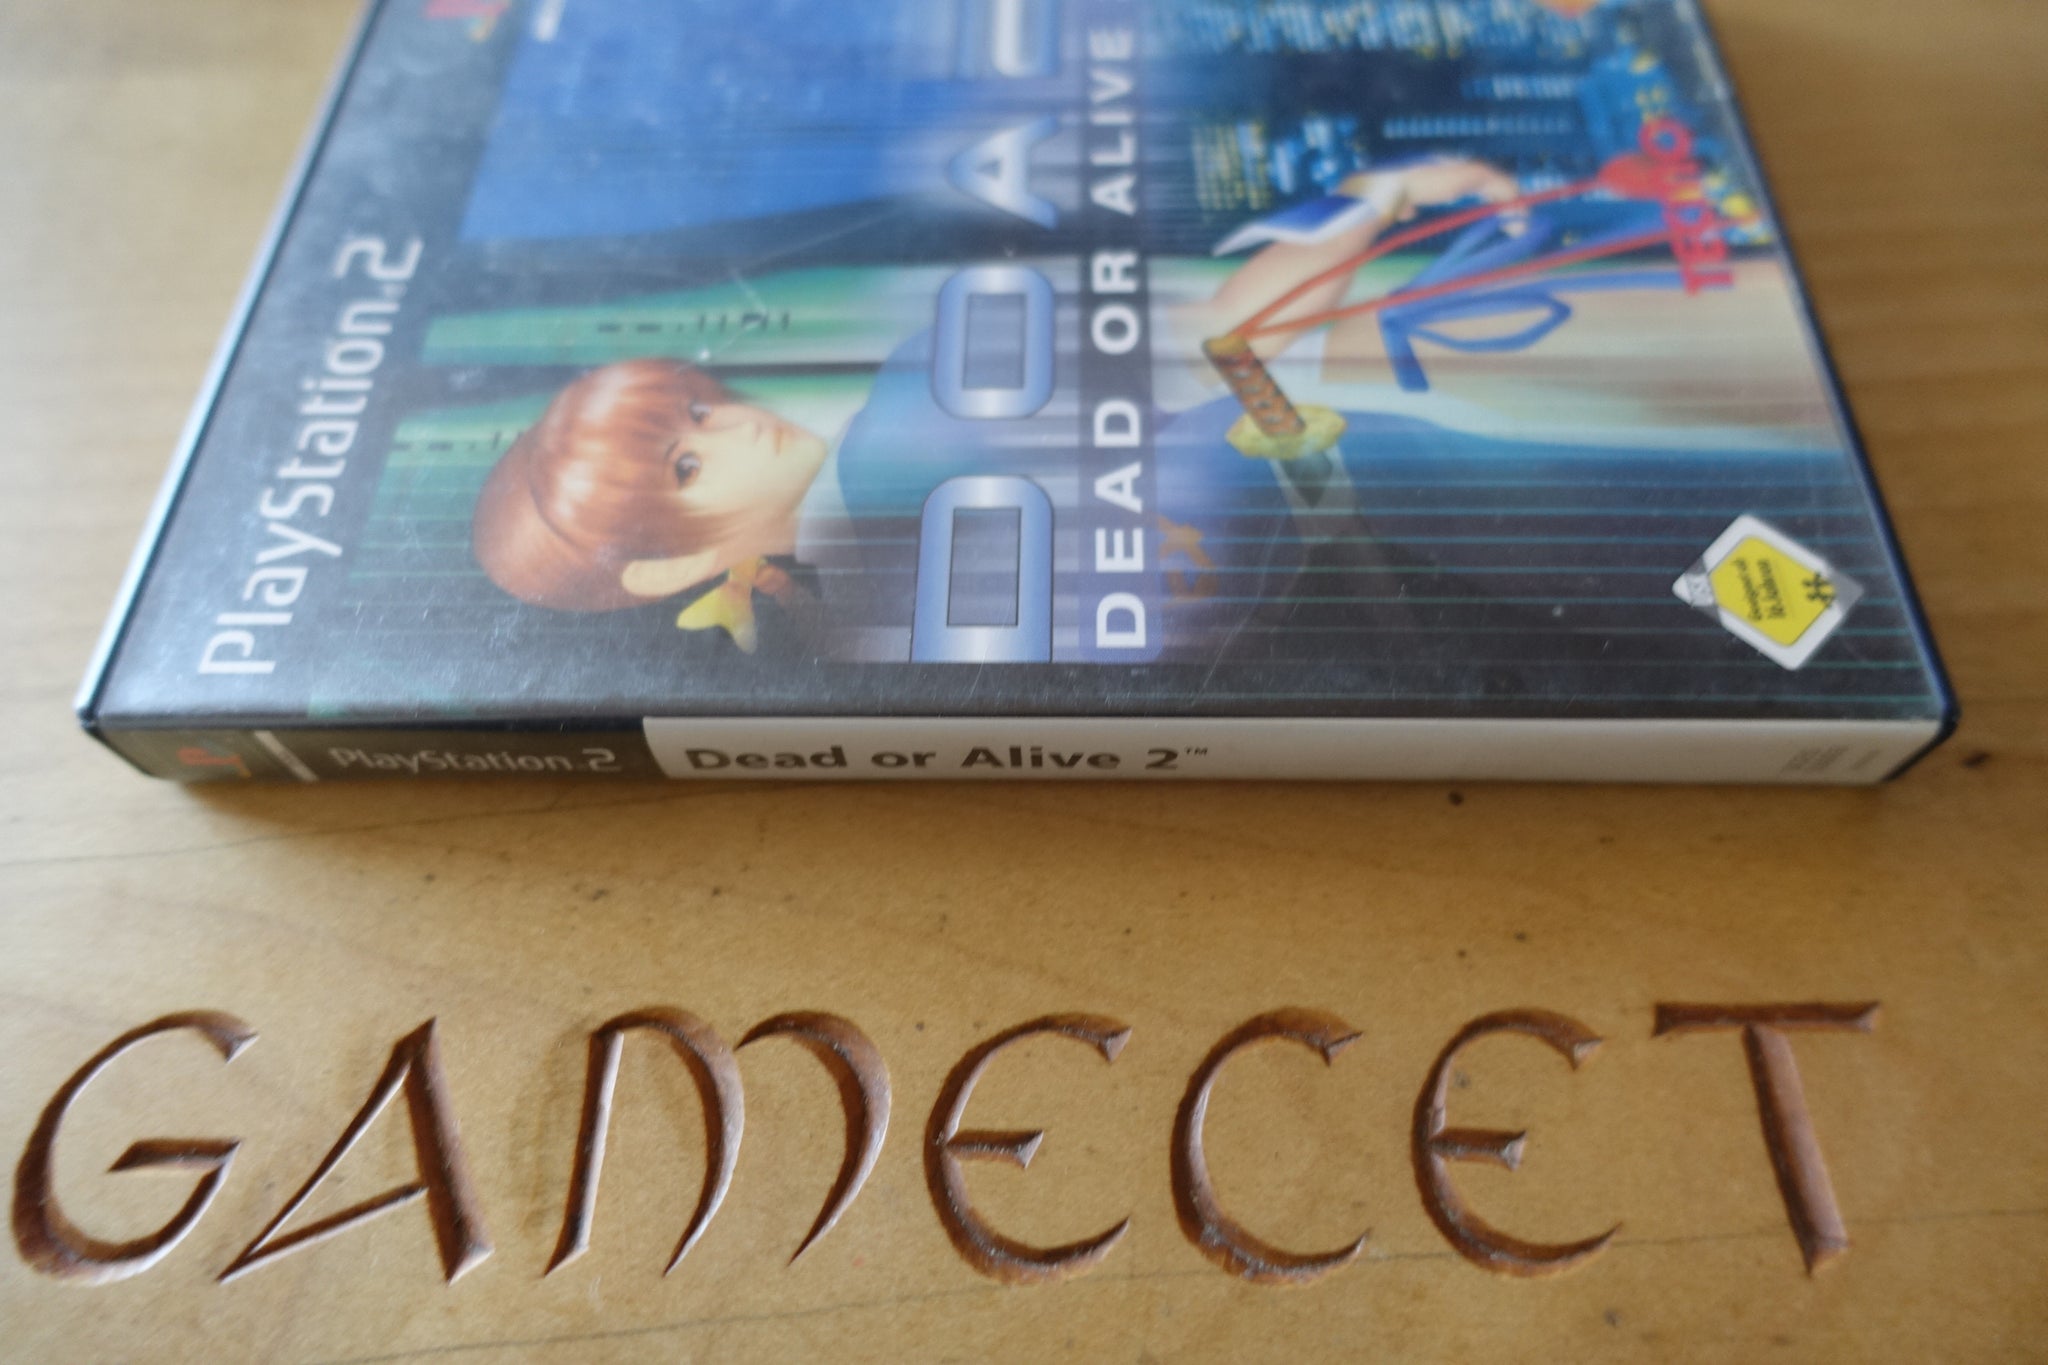 PlayStation.2
DOA
DEAD OR ALIVE
TECMO
PlayStation.2
Dead or Alive 2™
GAMECET